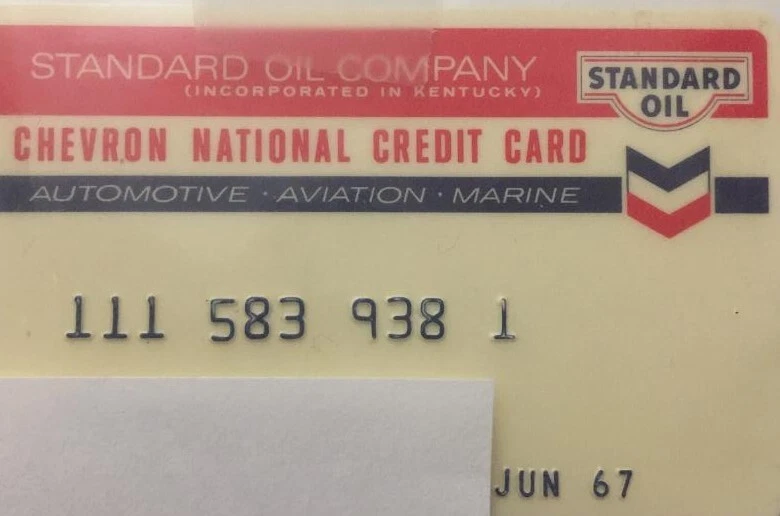 STANDARD OIL COMPANY
(INCORPORATED IN KENTUCKY)
STANDARD
OIL
CHEVRON NATIONAL CREDIT CARD
AUTOMOTIVE · AVIATION · MARINE
111 583 938 1
JUN 67